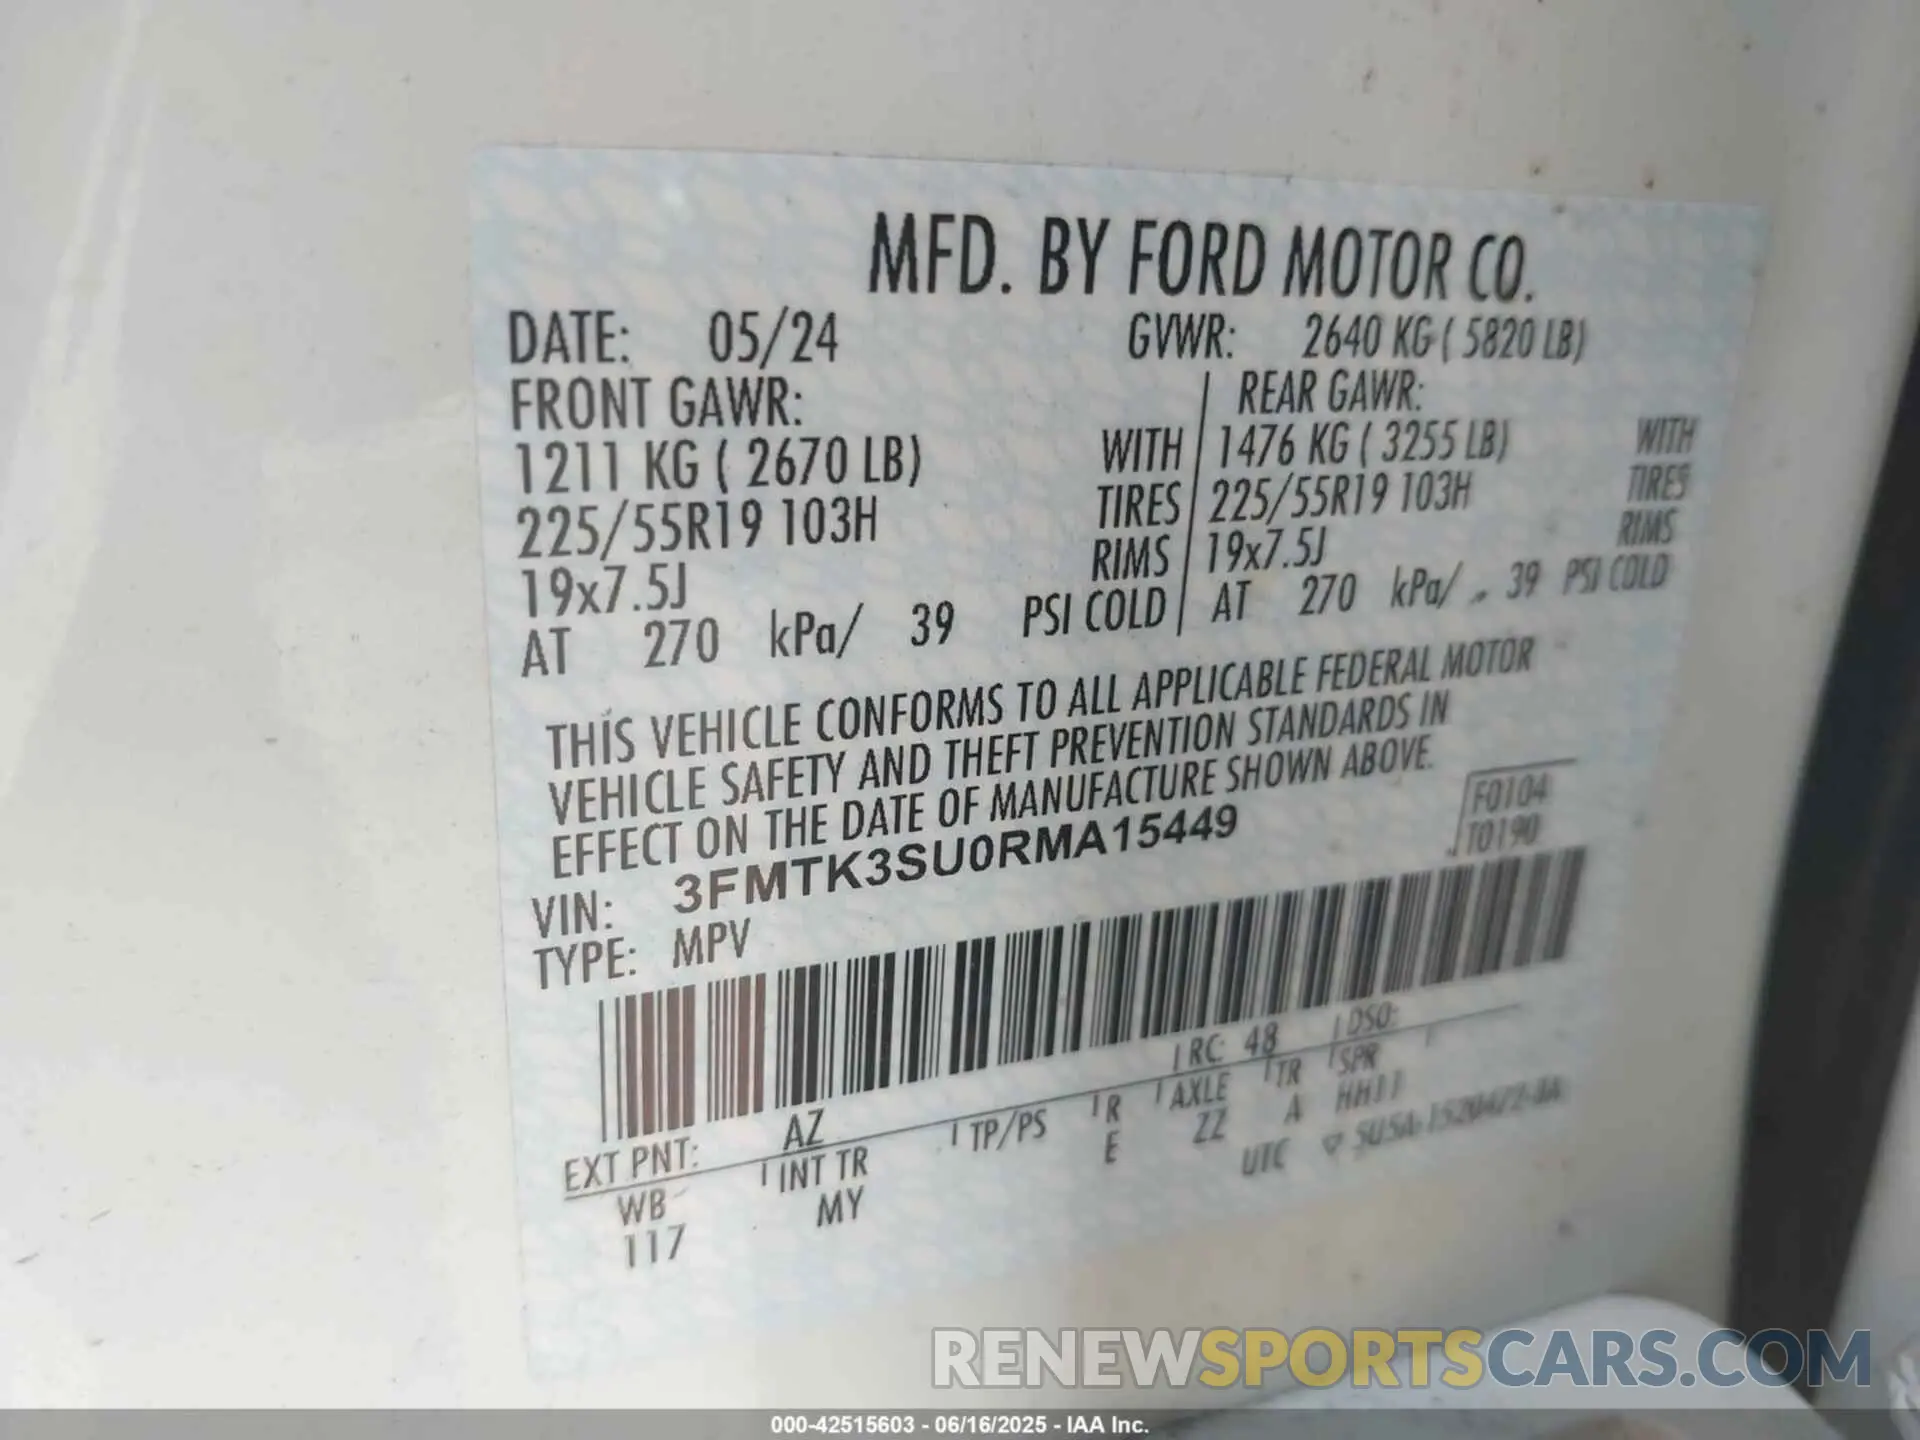 MFD. BY FORD MOTOR CO.
DATE: 05/24 GVWR: 2640 KG ( 5820 LB)
FRONT GAWR: REAR GAWR:
1211 KG ( 2670 LB) WITH 1476 KG ( 3255 LB) WITH
225/55R19 103H TIRES 225/55R19 103H TIRES
19x7.5J RIMS 19x7.5J RIMS
AT 270 kPa/ 39 PSI COLD AT 270 kPa/ 39 PSI COLD
THIS VEHICLE CONFORMS TO ALL APPLICABLE FEDERAL MOTOR
VEHICLE SAFETY AND THEFT PREVENTION STANDARDS IN
EFFECT ON THE DATE OF MANUFACTURE SHOWN ABOVE.
VIN: 3FMTK3SU0RMA15449 F0104
TYPE: MPV T0190
EXT PNT: AZ RC: 48 DSO:
WB INT TR TP/PS R AXLE TR SPR
117 MY E ZZ A
UTC
RENEWSPORTSCARS.COM
000-42515603 - 06/16/2025 - IAA Inc.